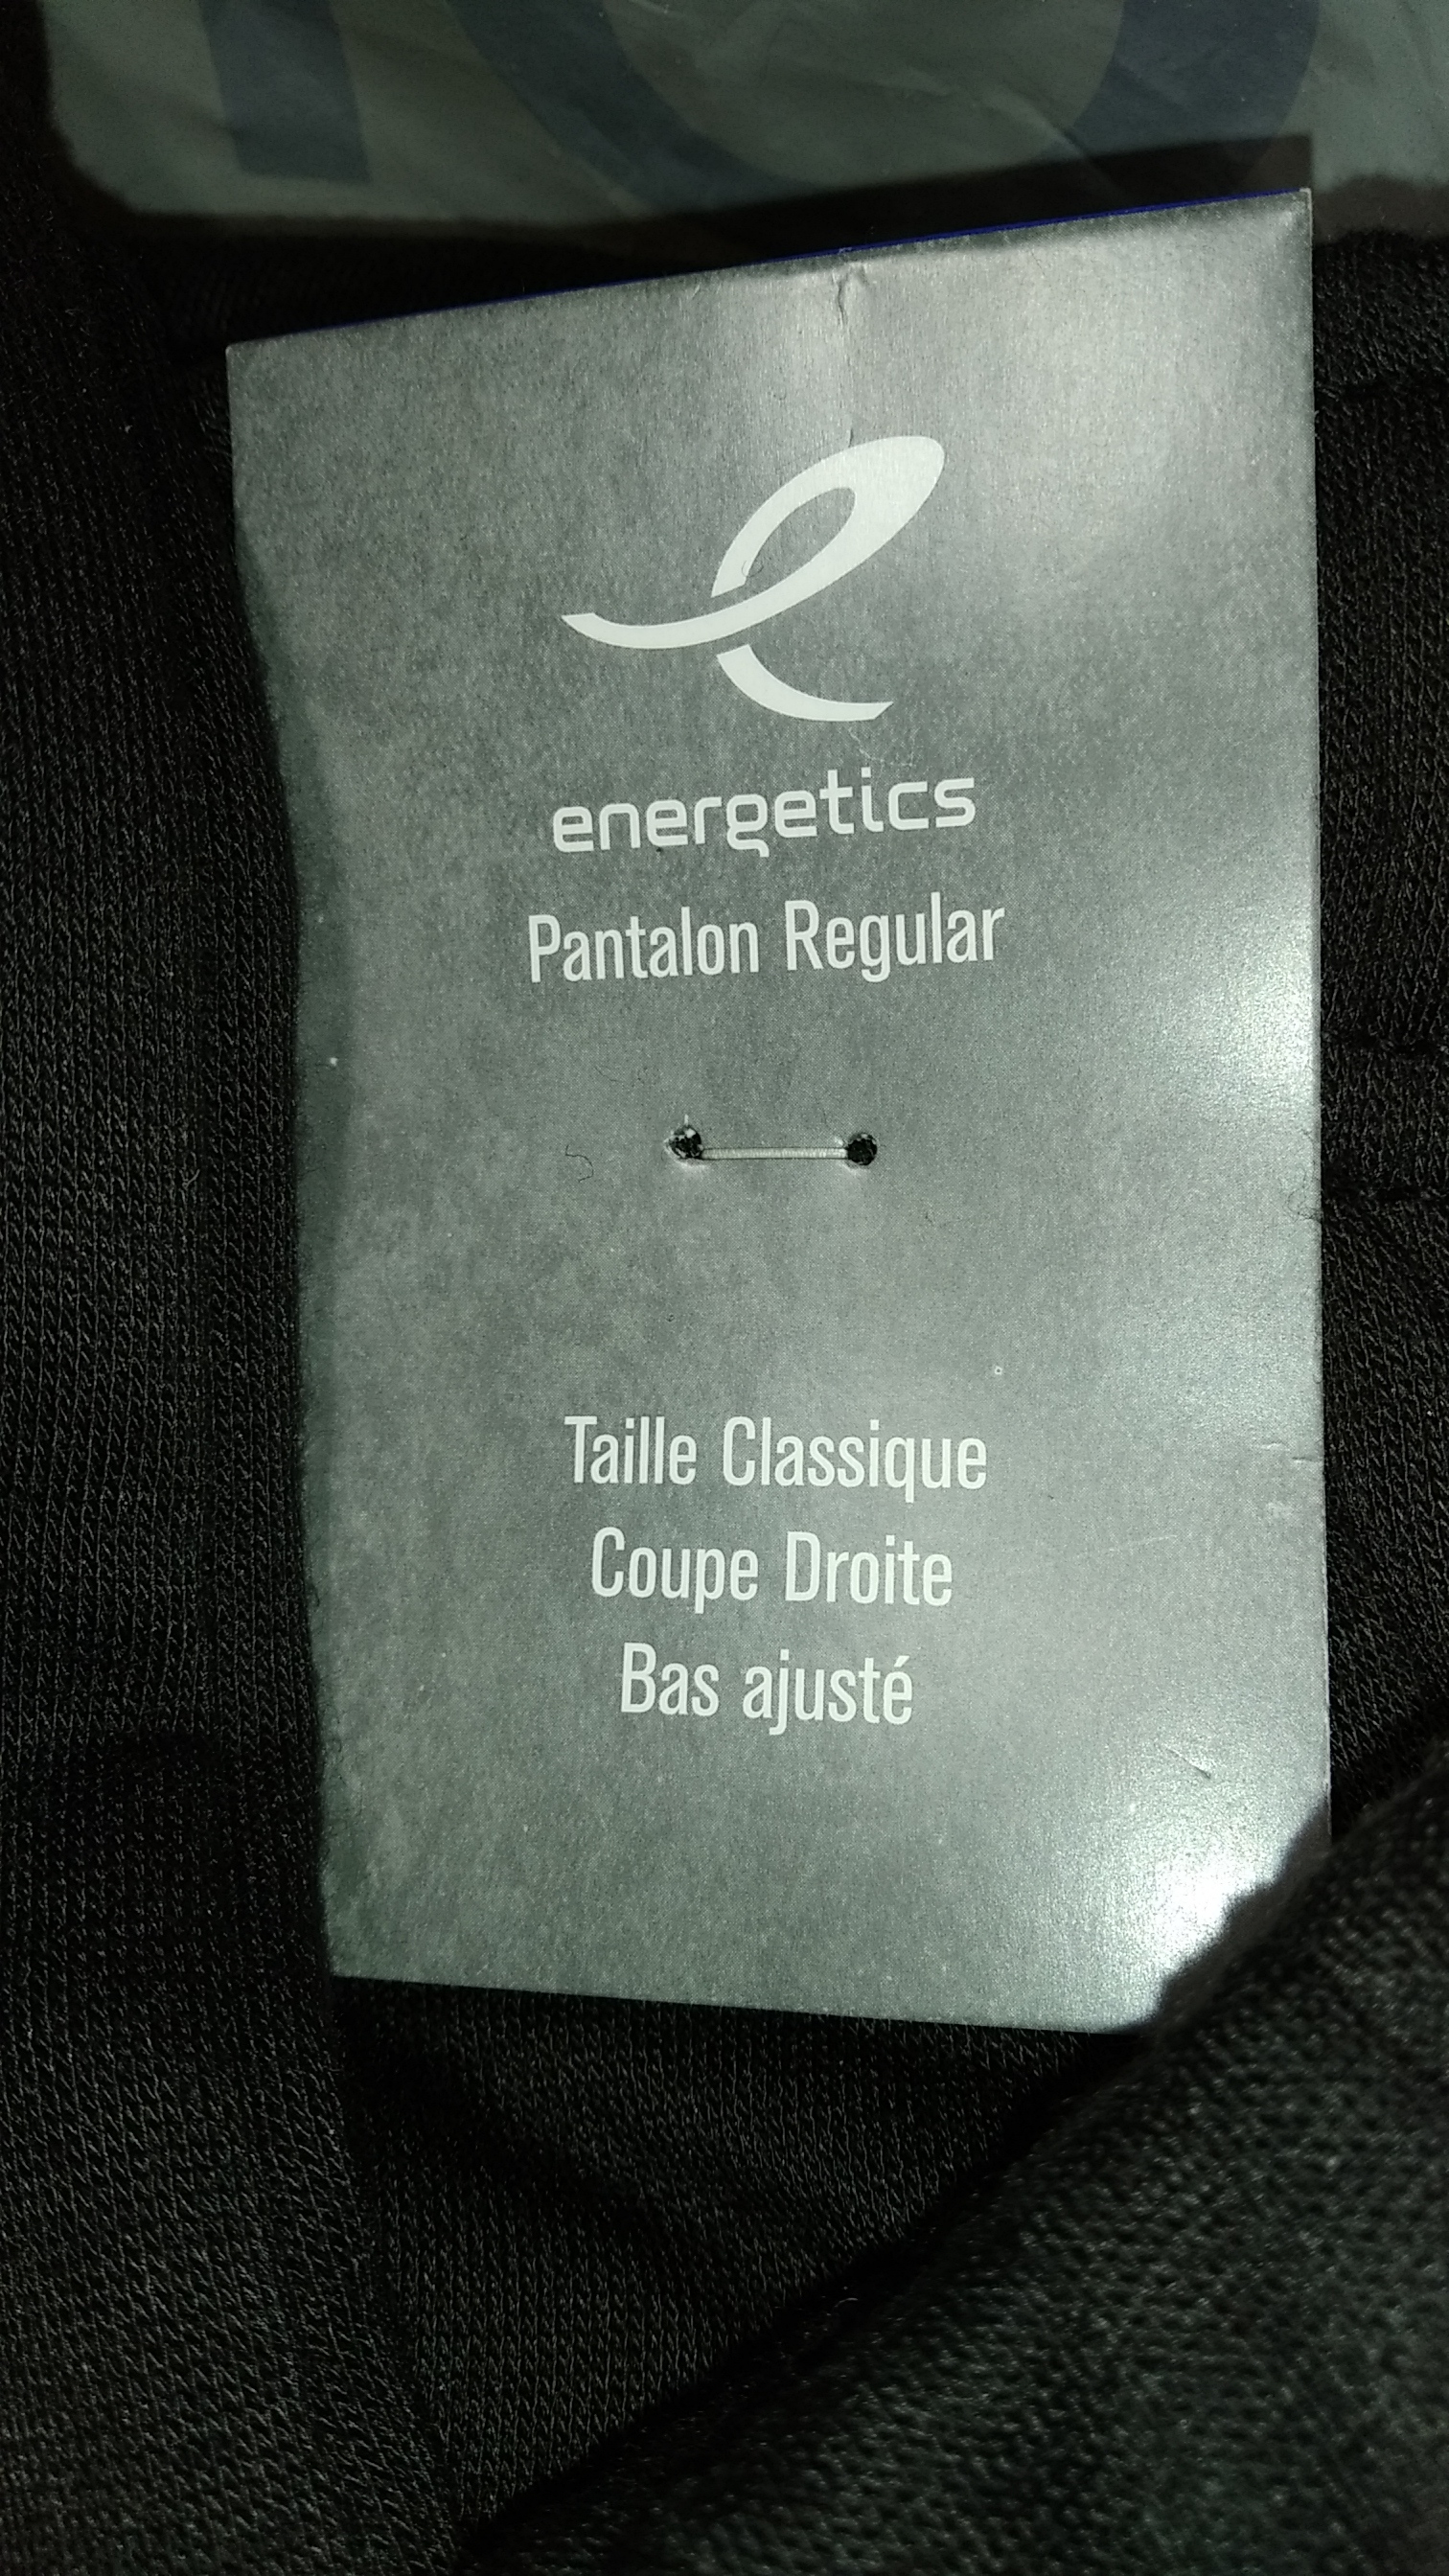 energetics
Pantalon Regular
Taille Classique
Coupe Droite
Bas ajusté